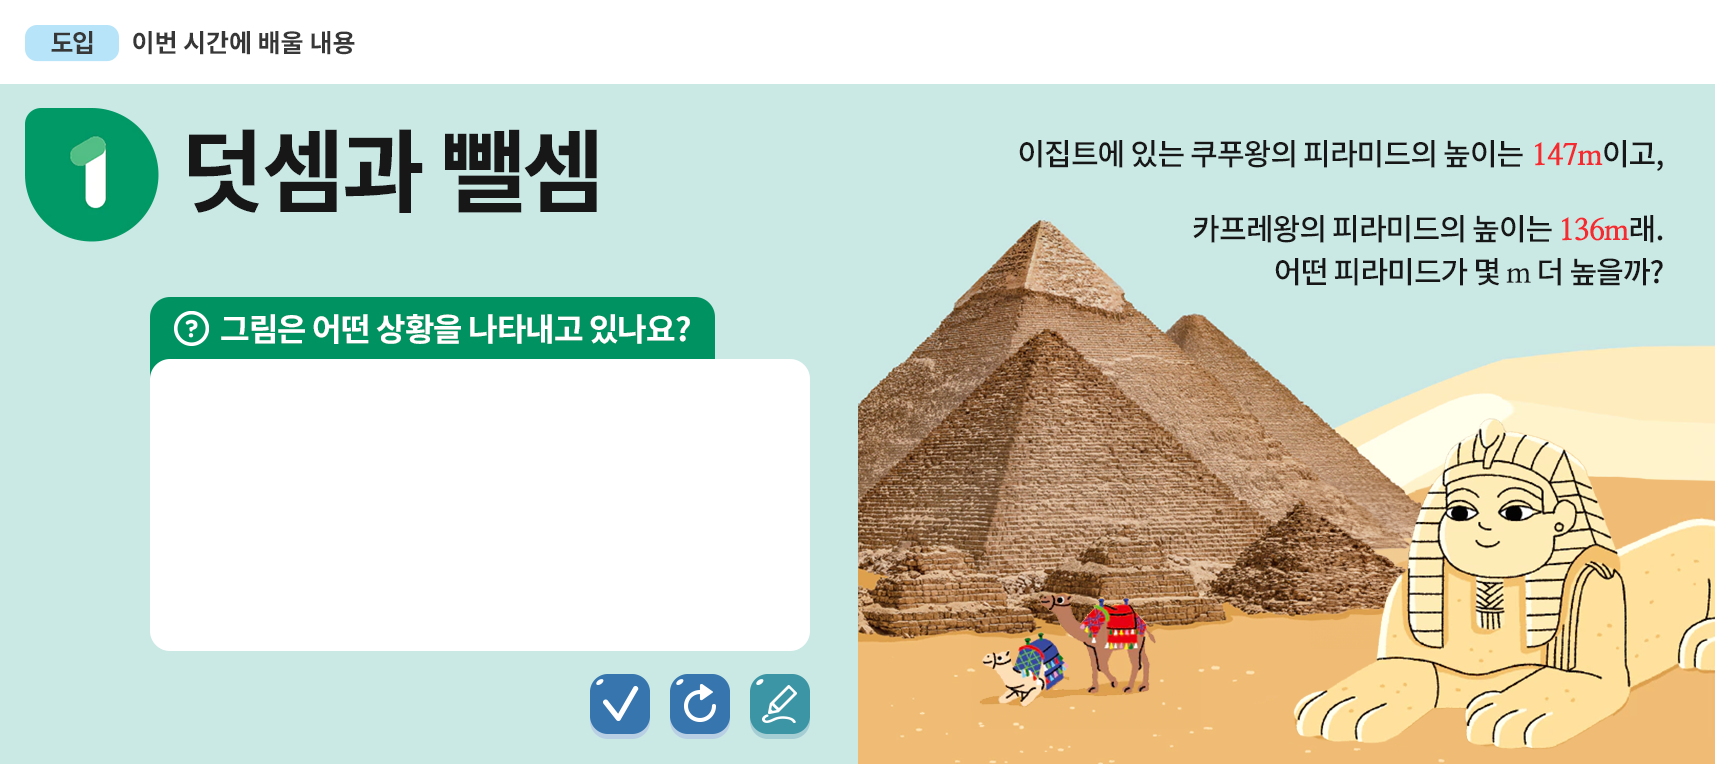 도입 이번 시간에 배울 내용
1 덧셈과 뺄셈
이집트에 있는 쿠푸왕의 피라미드의 높이는 147m이고,
카프레왕의 피라미드의 높이는 136m래.
어떤 피라미드가 몇 m 더 높을까?
? 그림은 어떤 상황을 나타내고 있나요?